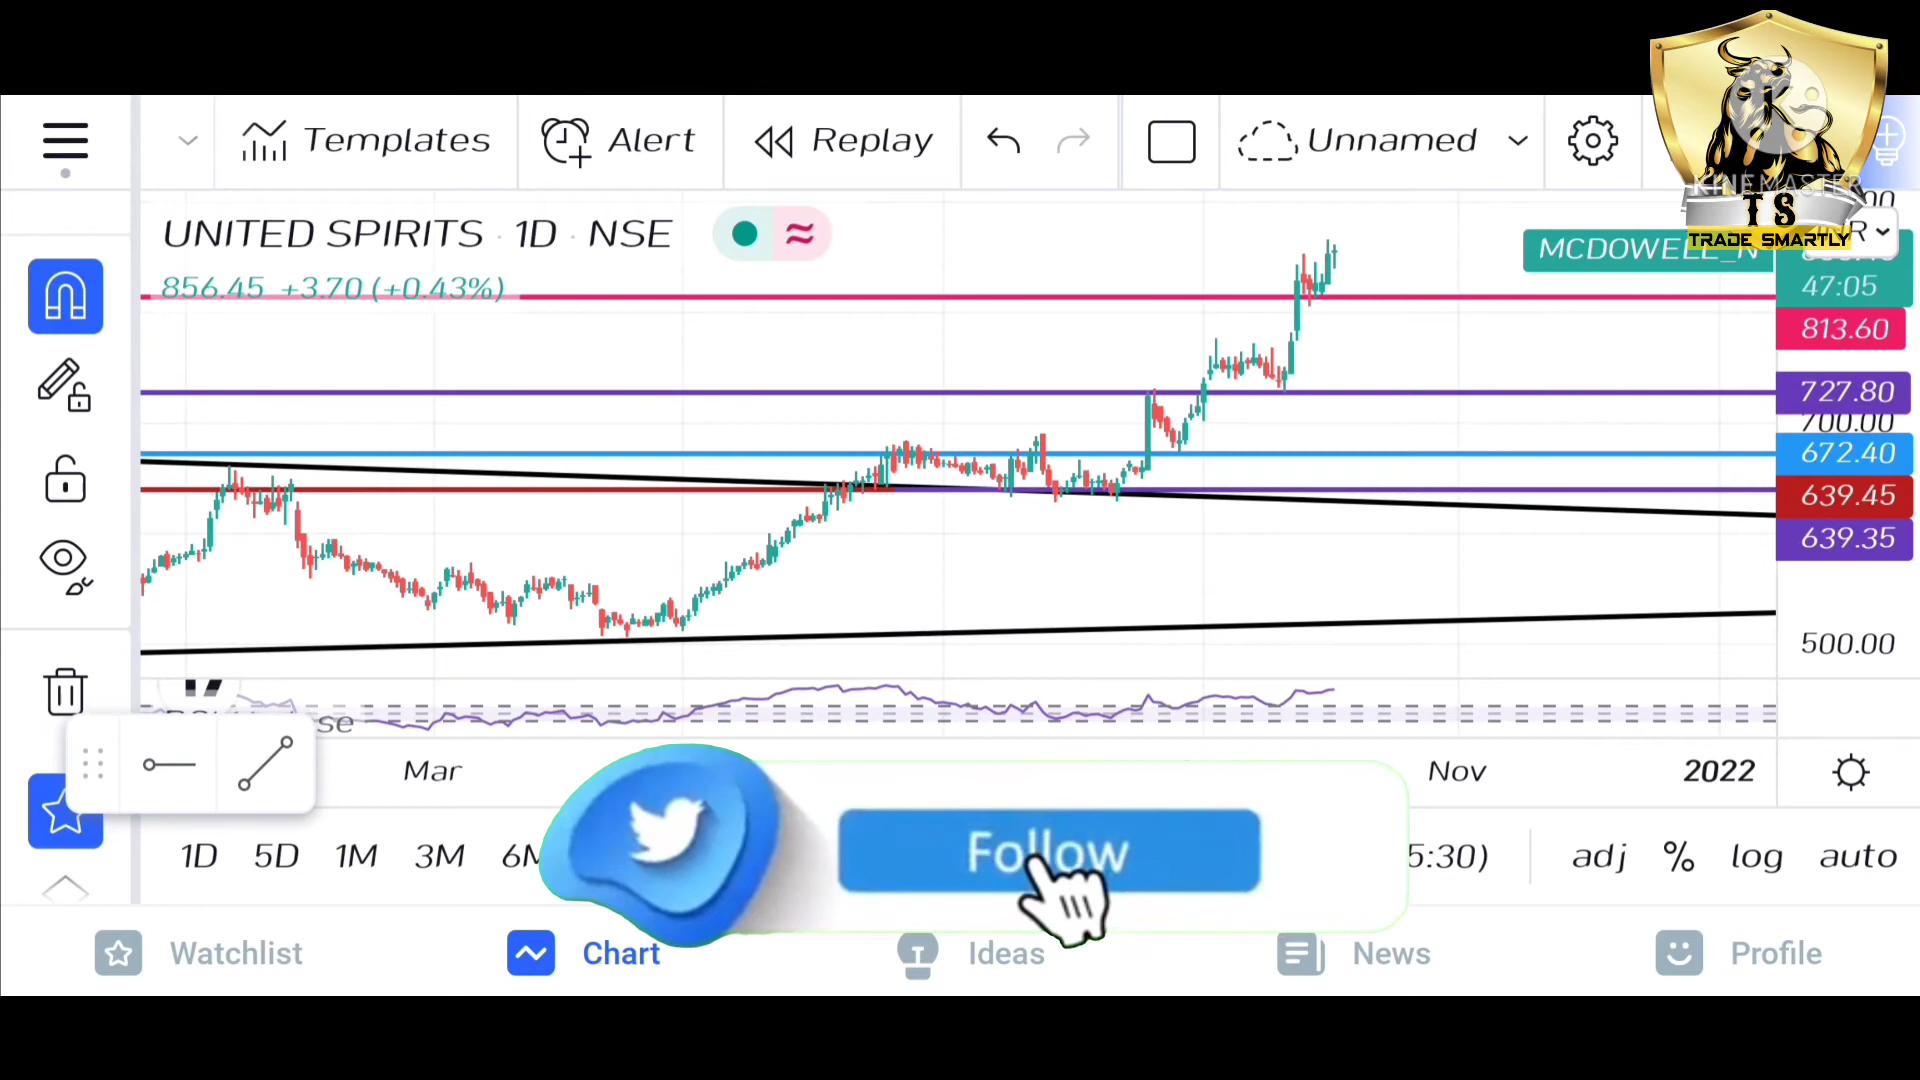 Templates Alert Replay Unnamed
KINEMASTER
TS
TRADE SMARTLY
UNITED SPIRITS · 1D · NSE
856.45 +3.70 (+0.43%)
MCDOWELL_N
47:05
813.60
727.80
700.00
672.40
639.45
639.35
500.00
Mar Nov 2022
1D 5D 1M 3M 5:30) adj % log auto
Follow
Watchlist Chart Ideas News Profile